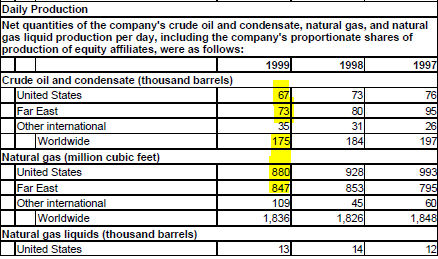 Daily Production
Net quantities of the company's crude oil and condensate, natural gas, and natural
gas liquid production per day, including the company's proportionate shares of
production of equity affiliates, were as follows:
1999 1998 1997
Crude oil and condensate (thousand barrels)
United States 67 73 76
Far East 73 80 95
Other international 35 31 26
Worldwide 175 184 197
Natural gas (million cubic feet)
United States 880 928 993
Far East 847 853 795
Other international 109 45 60
Worldwide 1,836 1,826 1,848
Natural gas liquids (thousand barrels)
United States 13 14 12